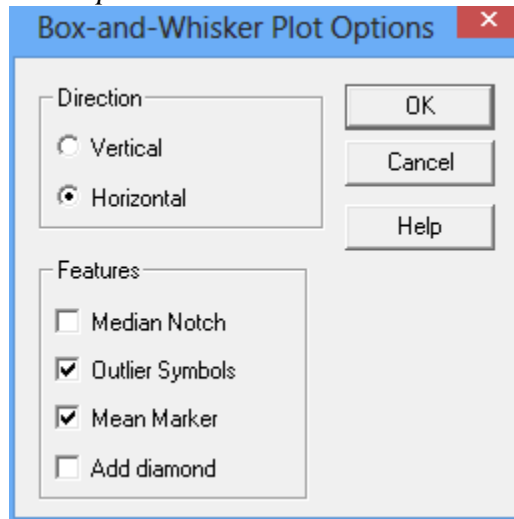 Box-and-Whisker Plot Options
Direction
Vertical
Horizontal
OK
Cancel
Help
Features
Median Notch
Outlier Symbols
Mean Marker
Add diamond